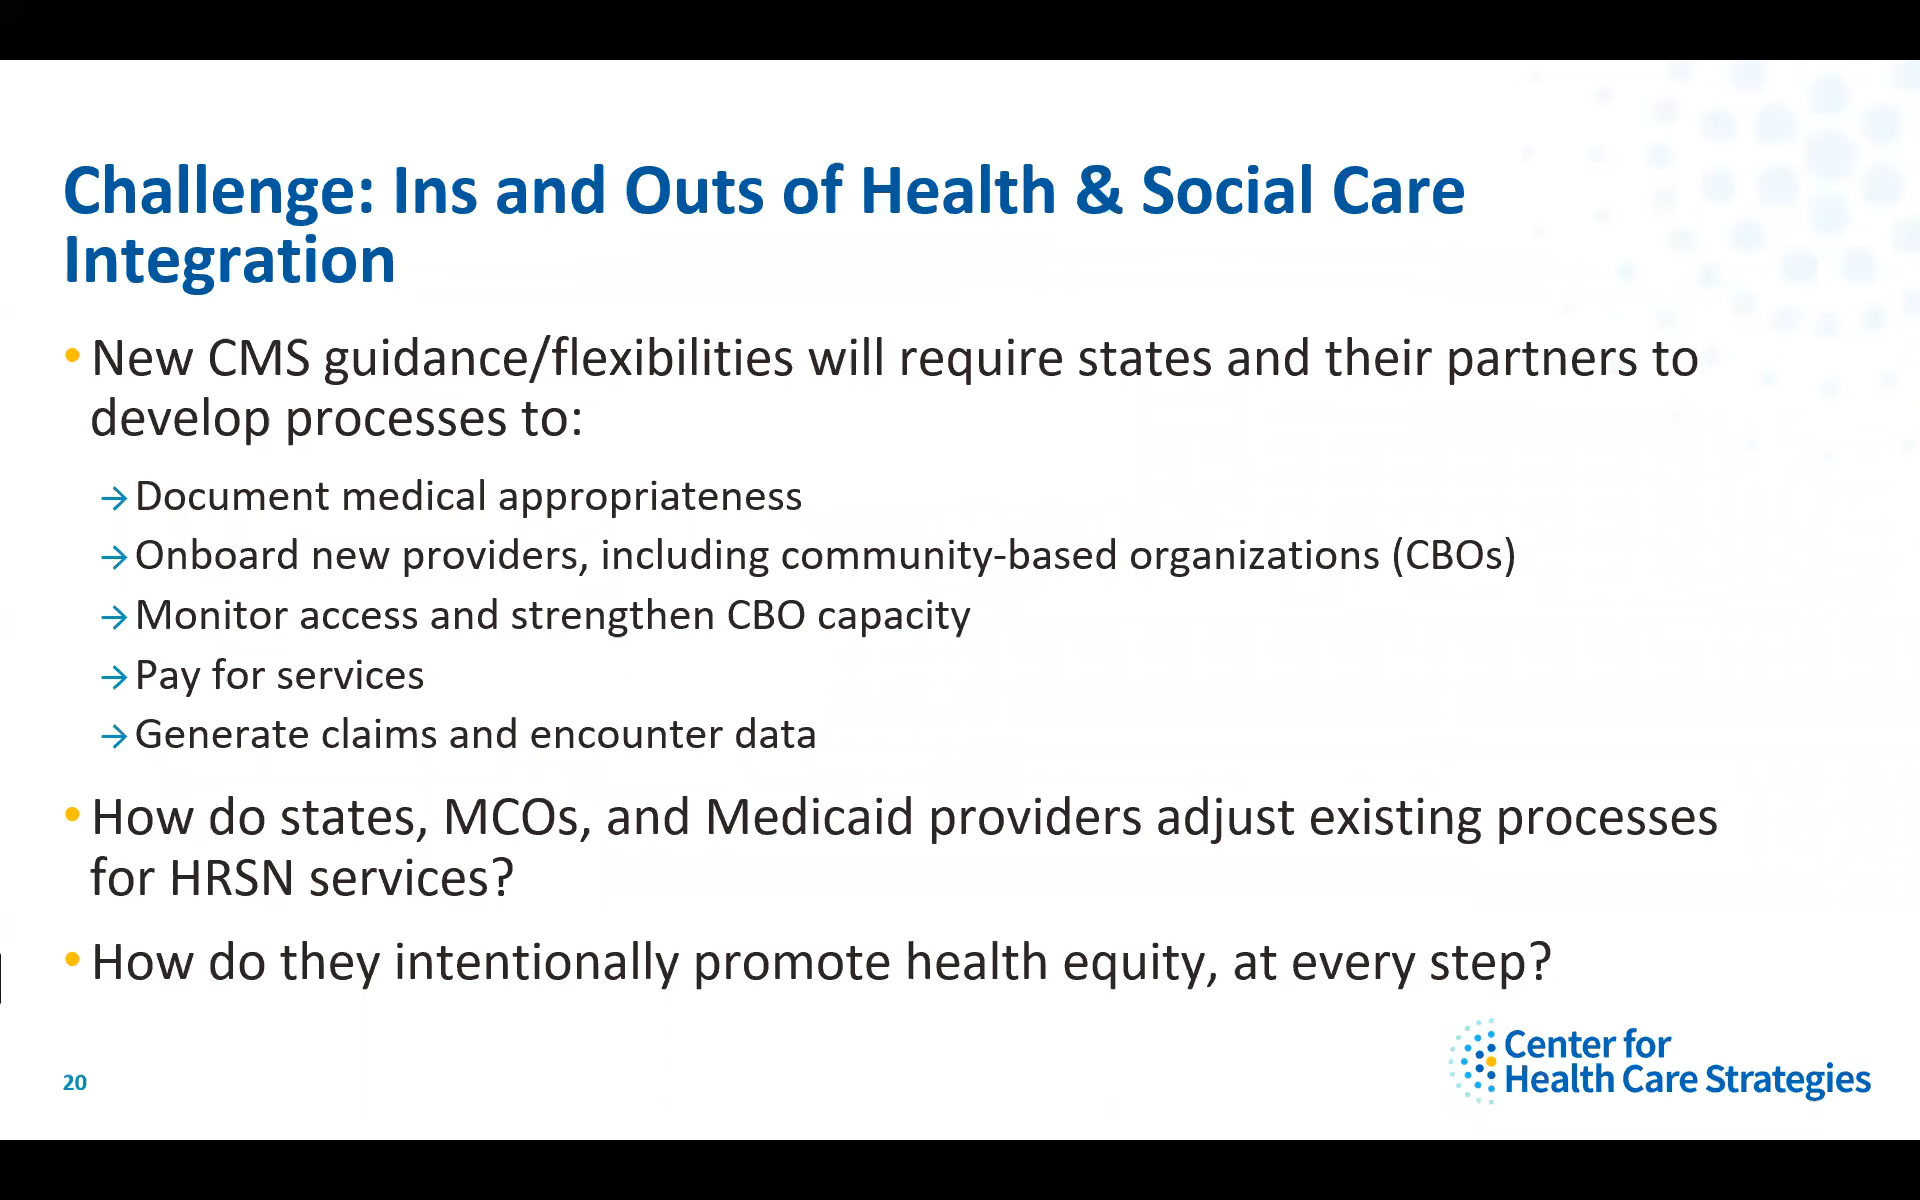 Challenge: Ins and Outs of Health & Social Care
Integration
• New CMS guidance/flexibilities will require states and their partners to
develop processes to:
→ Document medical appropriateness
→ Onboard new providers, including community-based organizations (CBOs)
→ Monitor access and strengthen CBO capacity
→ Pay for services
→ Generate claims and encounter data
• How do states, MCOs, and Medicaid providers adjust existing processes
for HRSN services?
• How do they intentionally promote health equity, at every step?
20
Center for
Health Care Strategies